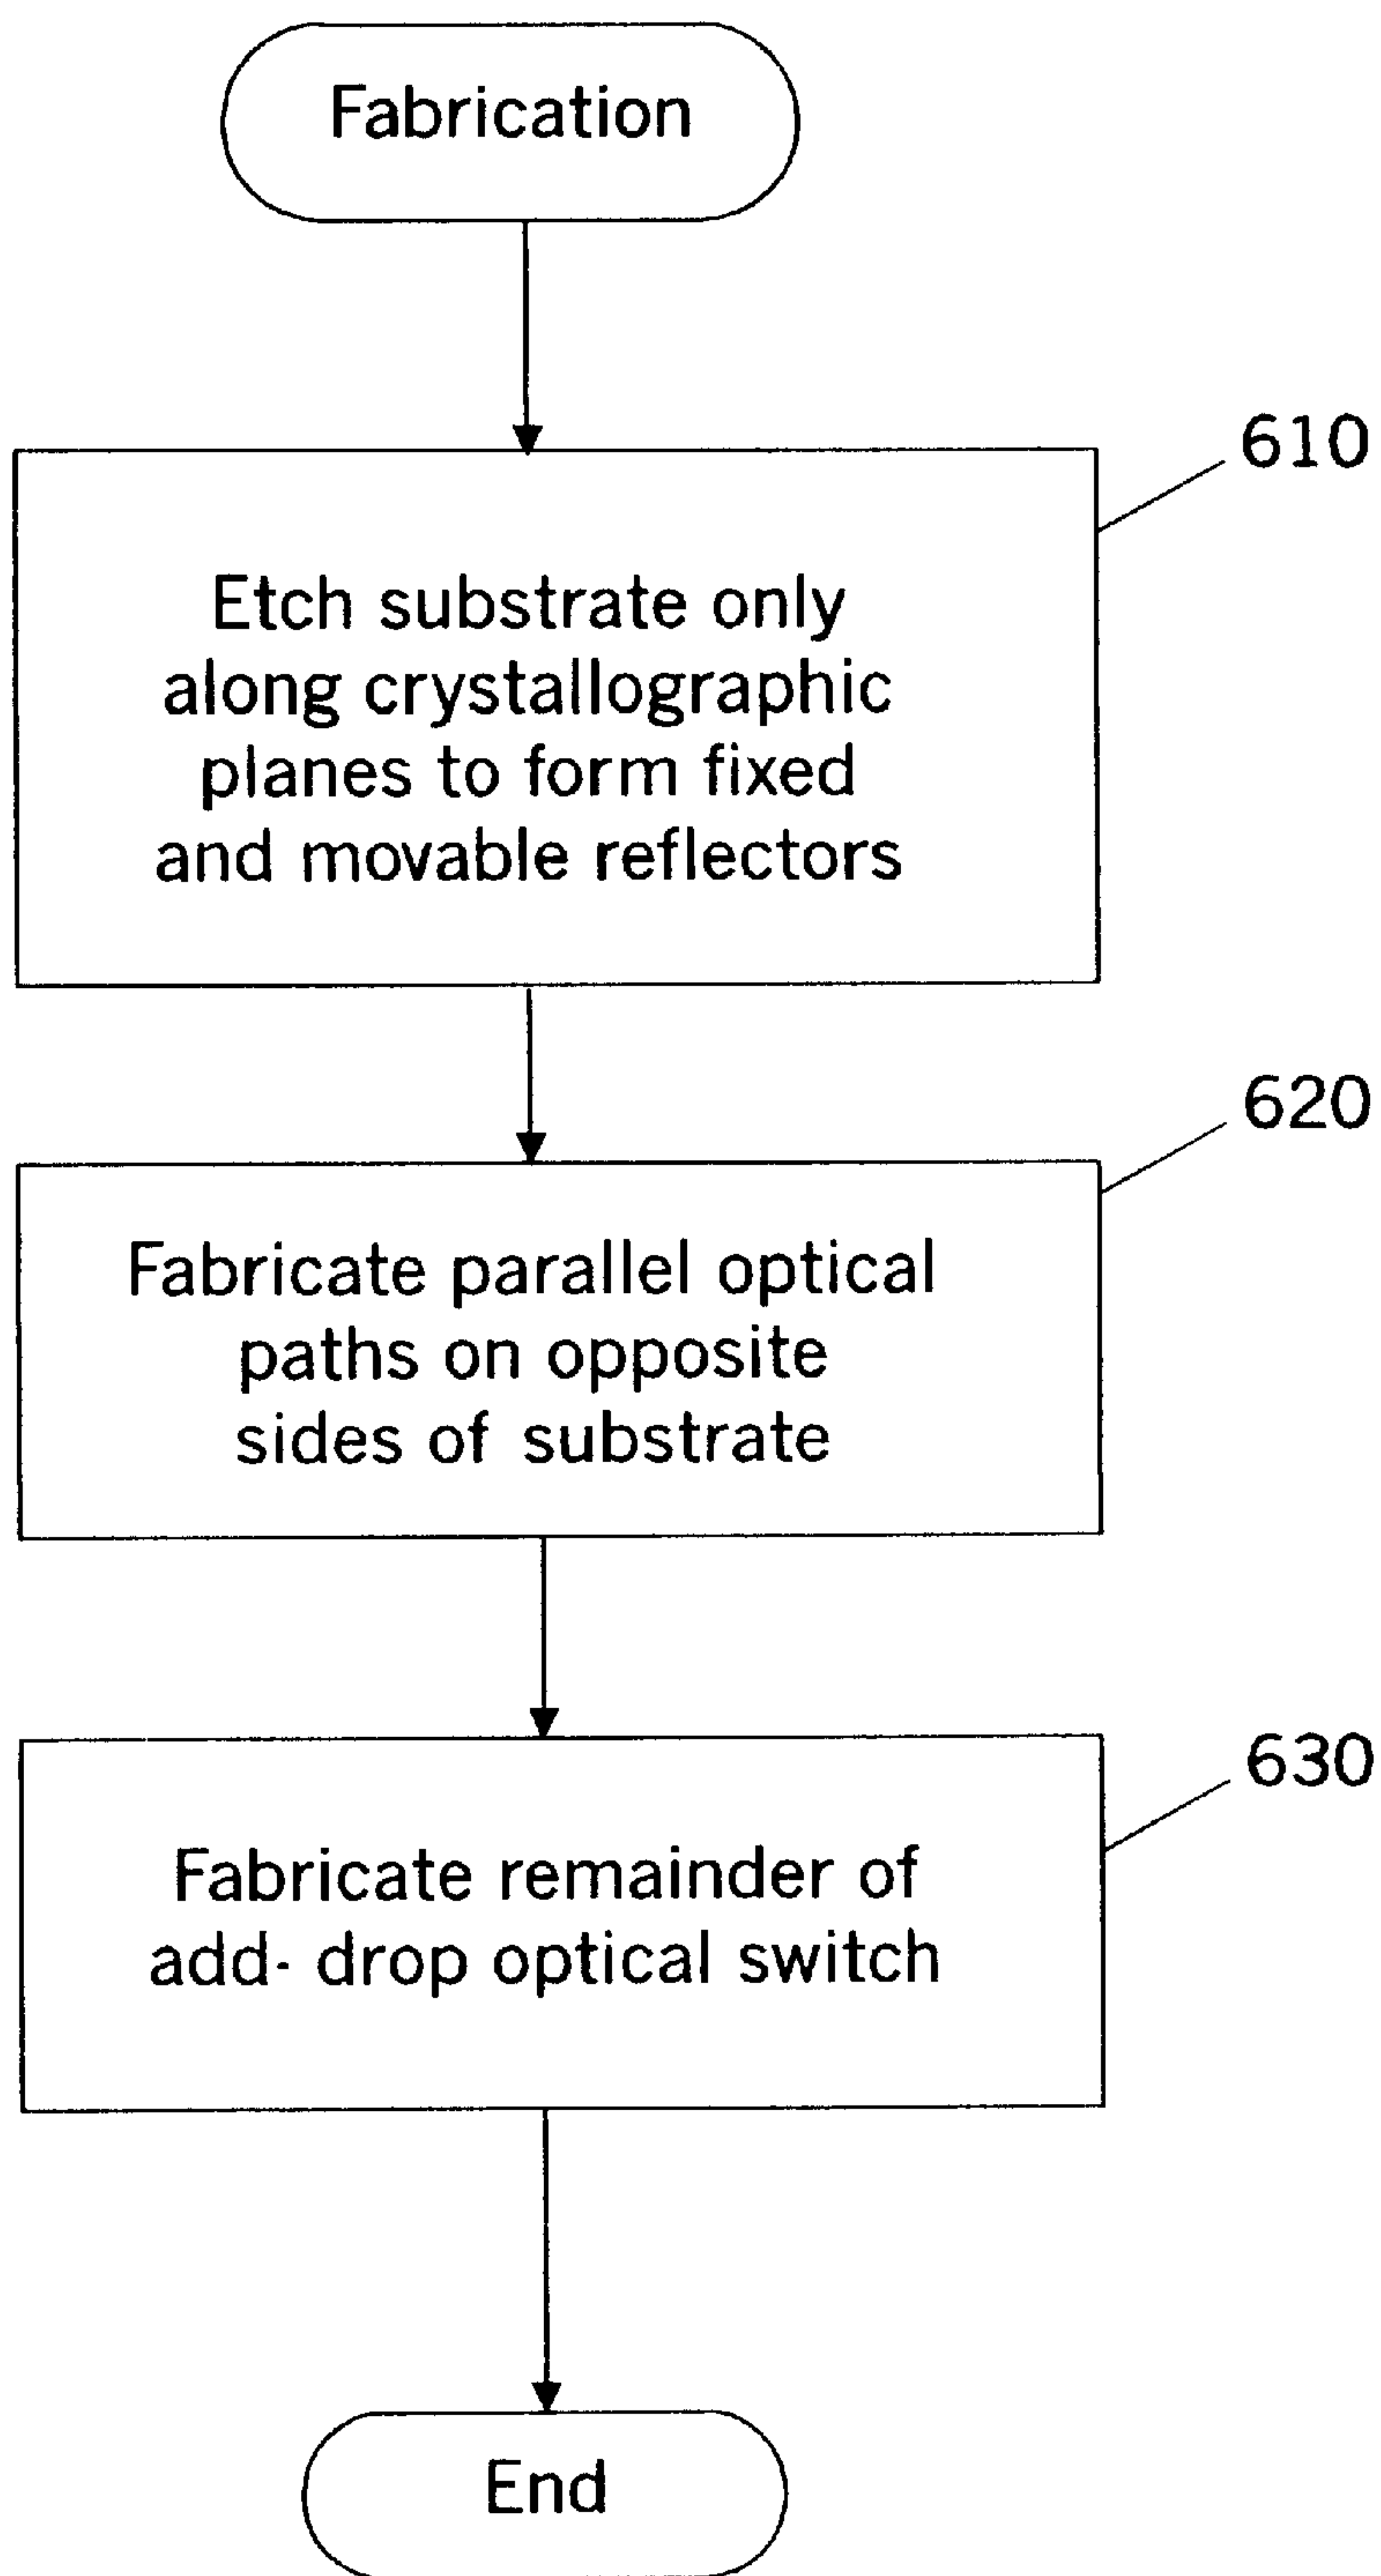 Fabrication
610
Etch substrate only
along crystallographic
planes to form fixed
and movable reflectors
620
Fabricate parallel optical
paths on opposite
sides of substrate
630
Fabricate remainder of
add- drop optical switch
End